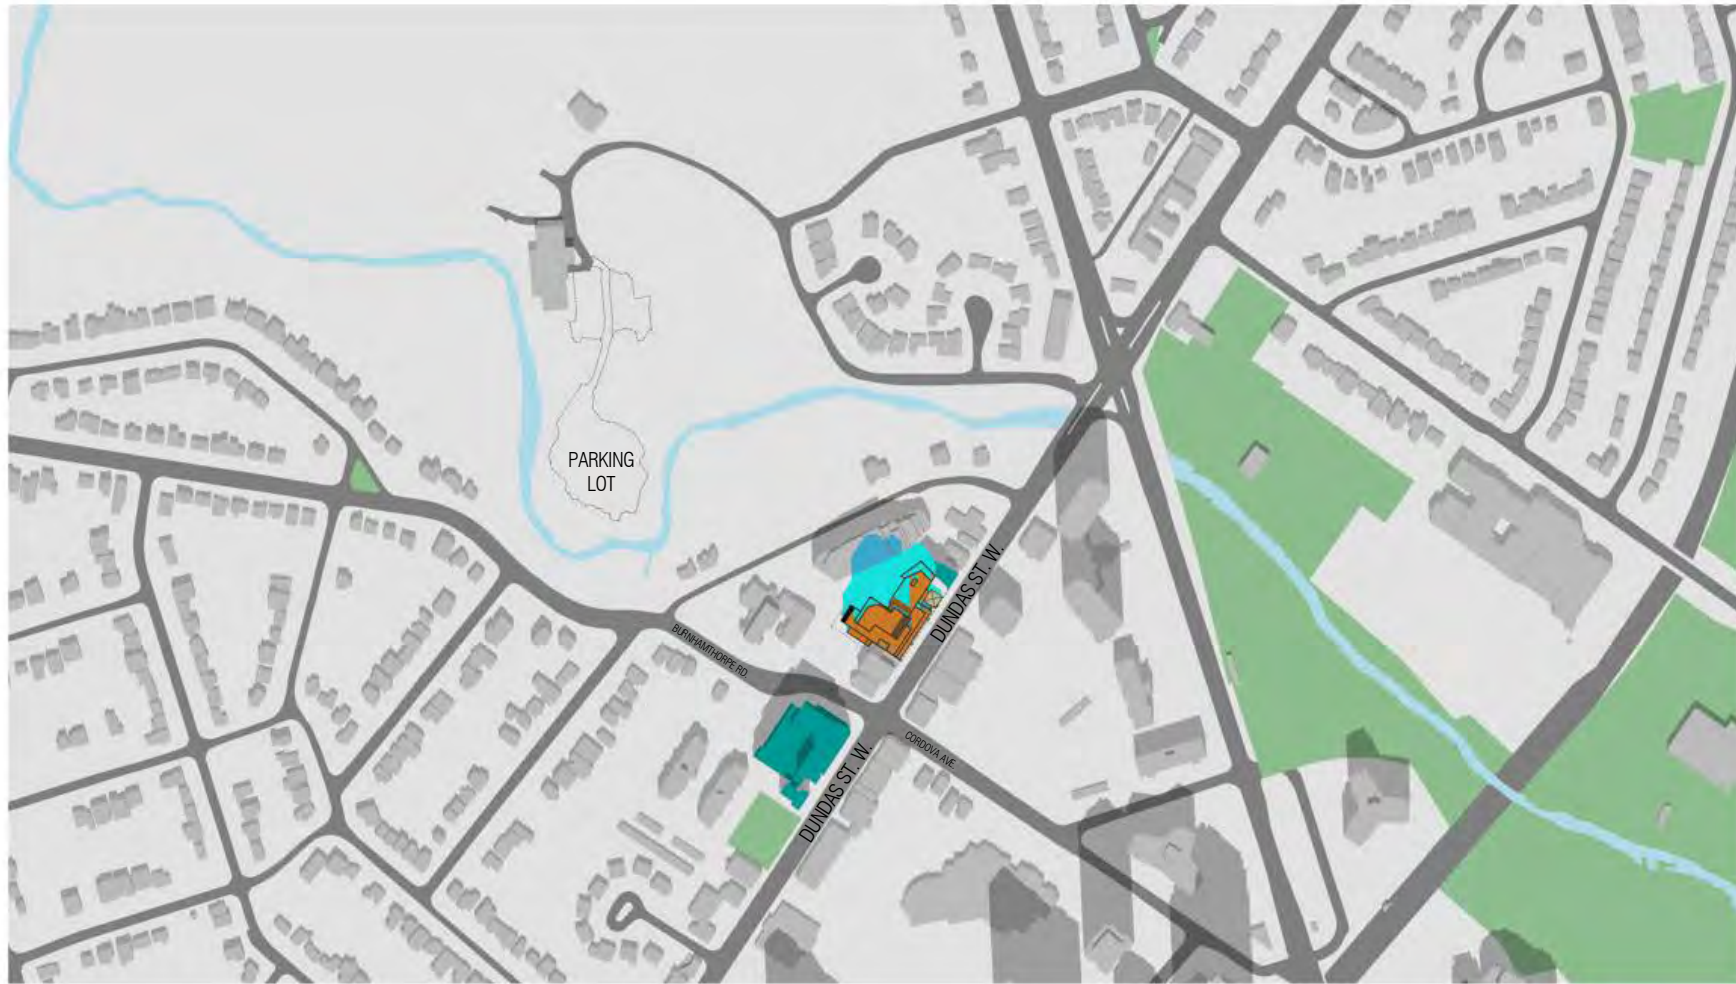 PARKING
LOT
DUNDAS ST. W.
BURNHAMTHORPE RD.
CORDOVA AVE.
DUNDAS ST. W.